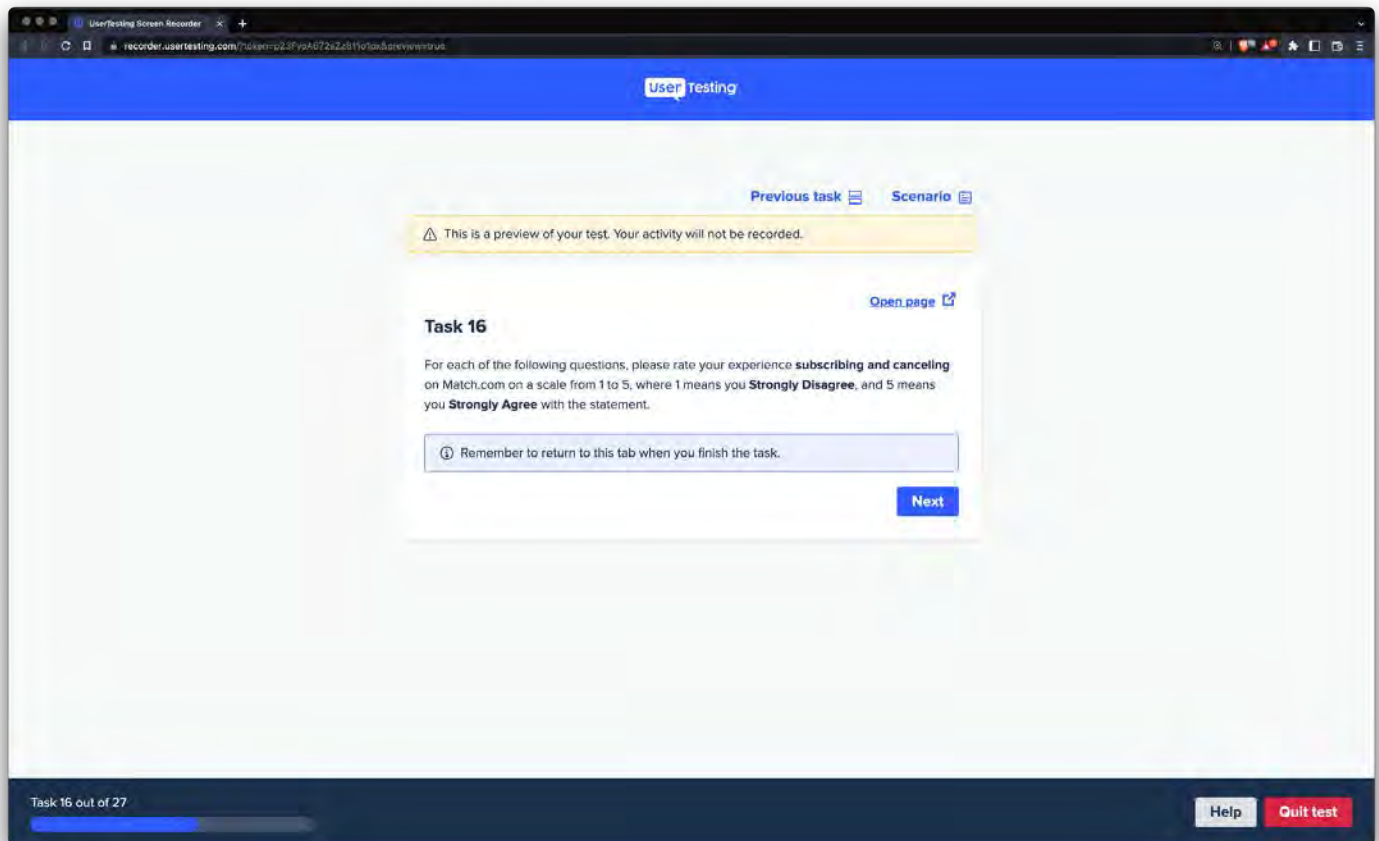 UserTesting Screen Recorder
recorder.usertesting.com/
User Testing
Previous task
Scenario
This is a preview of your test. Your activity will not be recorded.
Open page
Task 16
For each of the following questions, please rate your experience subscribing and canceling
on Match.com on a scale from 1 to 5, where 1 means you Strongly Disagree, and 5 means
you Strongly Agree with the statement.
Remember to return to this tab when you finish the task.
Next
Task 16 out of 27
Help
Quit test